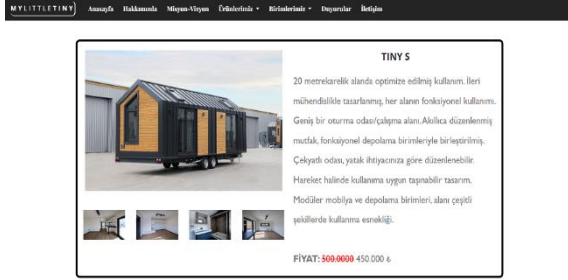 MYLITTLETINY
Anasayfa Hakkımızda Misyon-Vizyon Ürünlerimiz Birimlerimiz Duyurular İletişim
TINY S
20 metrekarelik alanda optimize edilmiş kullanım. İleri
mühendislikle tasarlanmış, her alanın fonksiyonel kullanımı.
Geniş bir oturma odası/çalışma alanı. Akıllıca düzenlenmiş
mutfak, fonksiyonel depolama birimleriyle birleştirilmiş.
Çekyatlı odası, yatak ihtiyacınıza göre düzenlenebilir.
Hareket halinde kullanıma uygun taşınabilir tasarım.
Modüler mobilya ve depolama birimleri, alanı çeşitli
şekillerde kullanma esnekliği.
FİYAT: 500.0000 450.000 ₺